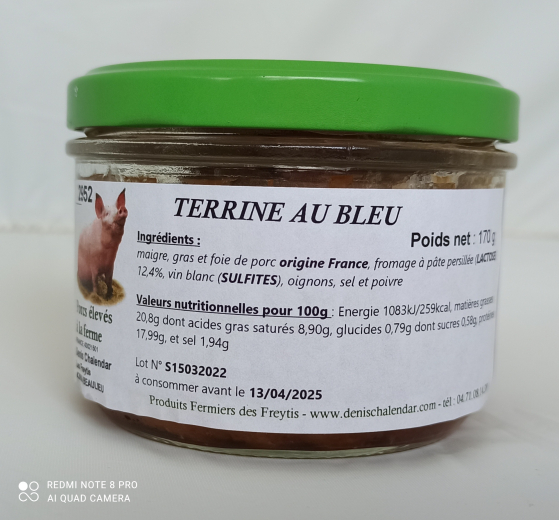 2952
TERRINE AU BLEU
Poids net : 170 g
Ingrédients :
maigre, gras et foie de porc origine France, fromage à pâte persillée (LACTOSE)
12,4%, vin blanc (SULFITES), oignons, sel et poivre
Valeurs nutritionnelles pour 100g : Energie 1083kJ/259kcal, matières grasses
20,8g dont acides gras saturés 8,90g, glucides 0,79g dont sucres 0,58g, protéines
17,99g, et sel 1,94g
Porcs élevés
à la ferme
Chalendar
Lot N° S15032022
à consommer avant le 13/04/2025
Produits Fermiers des Freytis - www.denischalendar.com - tél : 04.71.
REDMI NOTE 8 PRO
AI QUAD CAMERA